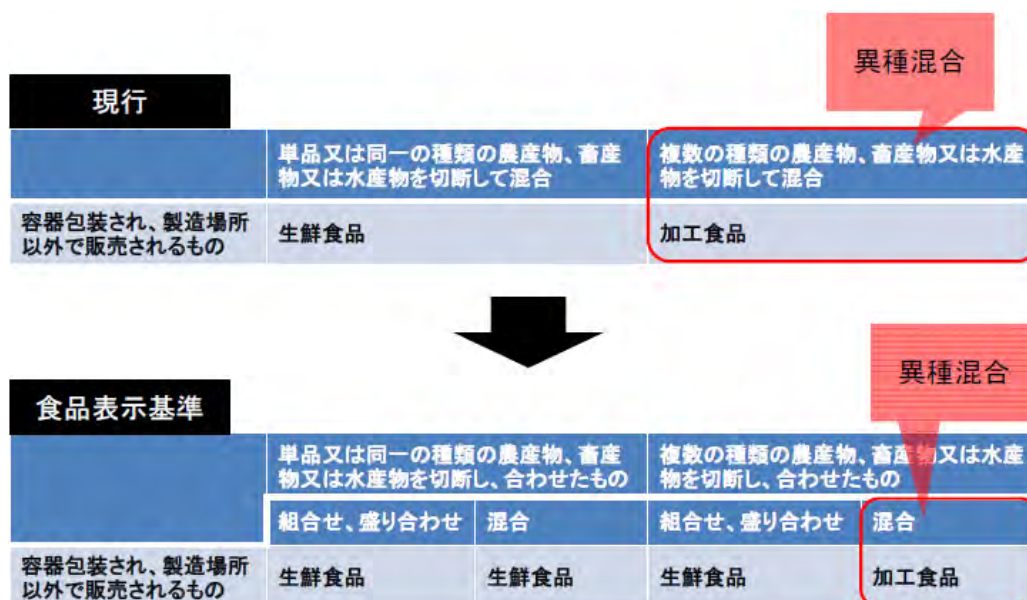 異種混合
現行
単品又は同一の種類の農産物、畜産
物又は水産物を切断して混合
複数の種類の農産物、畜産物又は水産
物を切断して混合
容器包装され、製造場所
以外で販売されるもの
生鮮食品
加工食品
異種混合
食品表示基準
単品又は同一の種類の農産物、畜産
物又は水産物を切断し、合わせたもの
複数の種類の農産物、畜産物又は水産
物を切断し、合わせたもの
組合せ、盛り合わせ
混合
組合せ、盛り合わせ
混合
容器包装され、製造場所
以外で販売されるもの
生鮮食品
生鮮食品
生鮮食品
加工食品